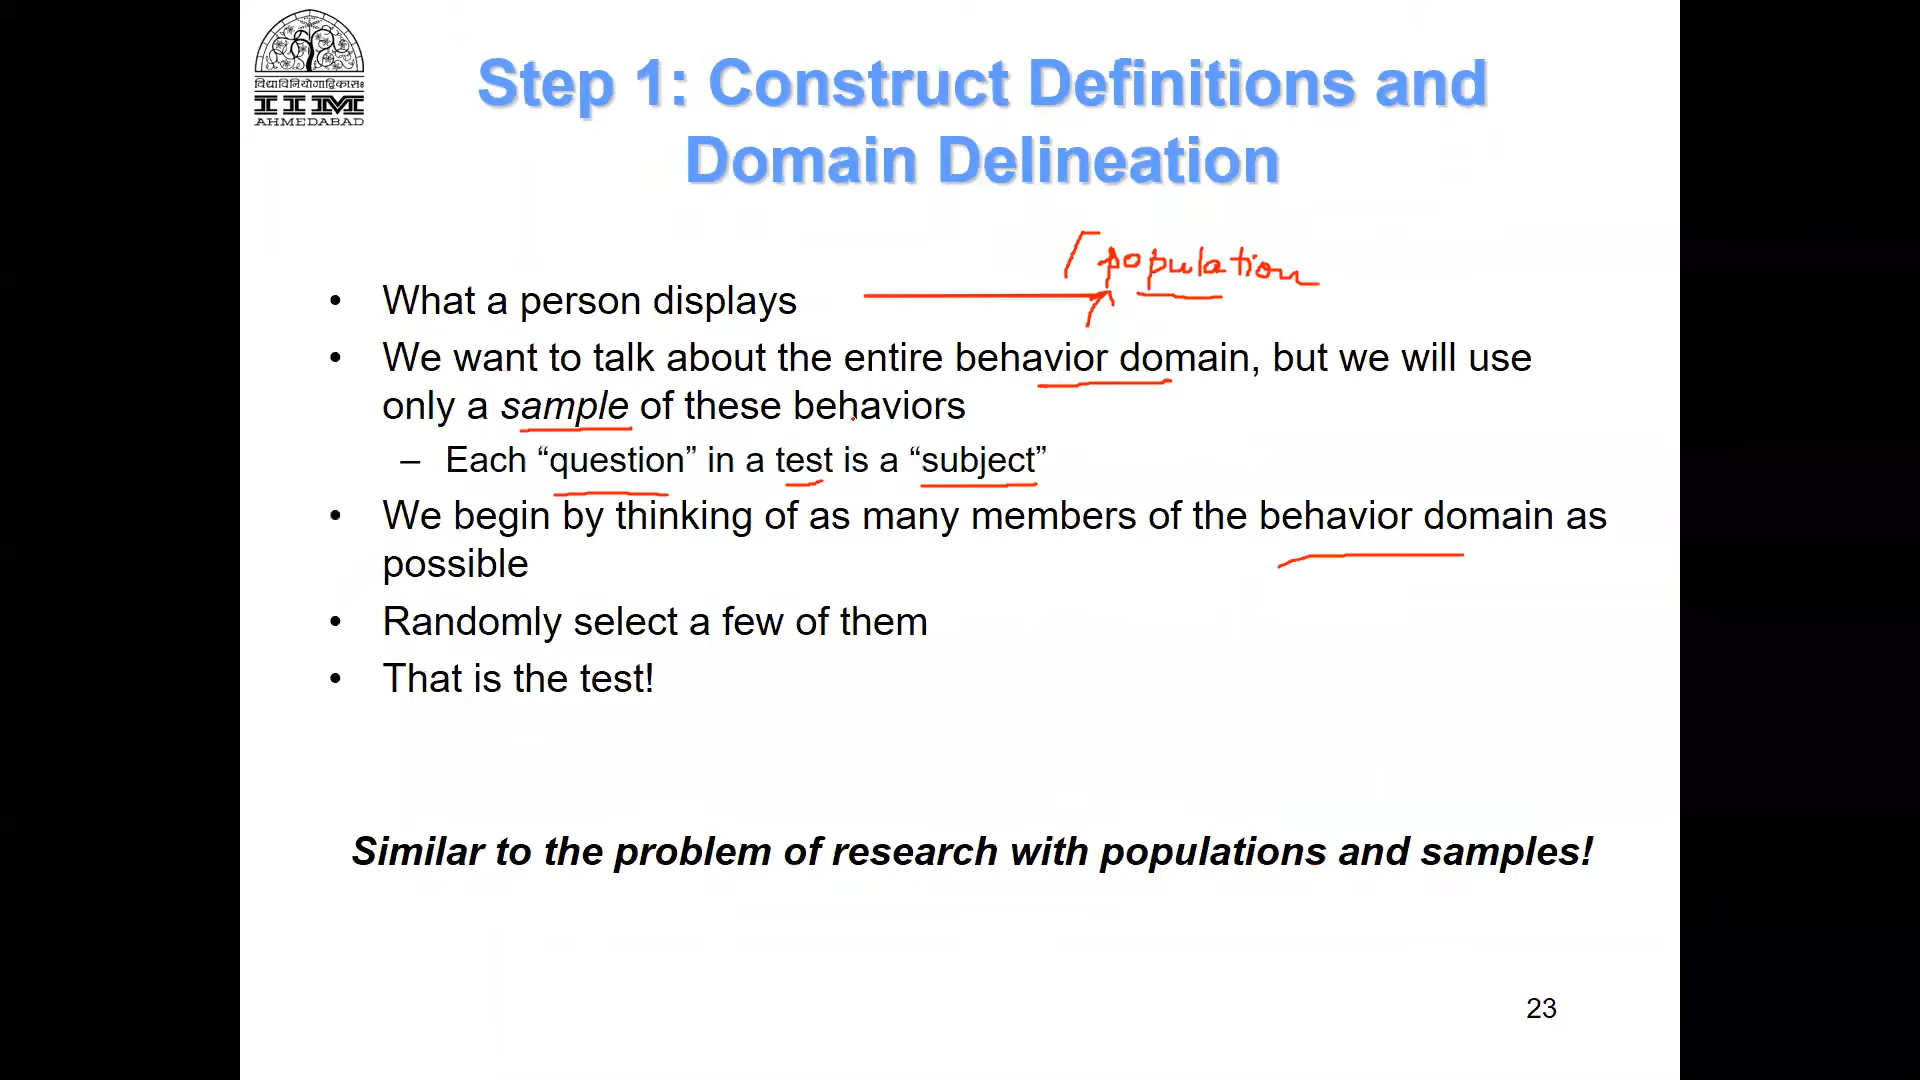 विद्याविनियोगाद्विकासः
IIM
AHMEDABAD
Step 1: Construct Definitions and
Domain Delineation
population
• What a person displays
• We want to talk about the entire behavior domain, but we will use
only a sample of these behaviors
– Each “question” in a test is a “subject”
• We begin by thinking of as many members of the behavior domain as
possible
• Randomly select a few of them
• That is the test!
Similar to the problem of research with populations and samples!
23